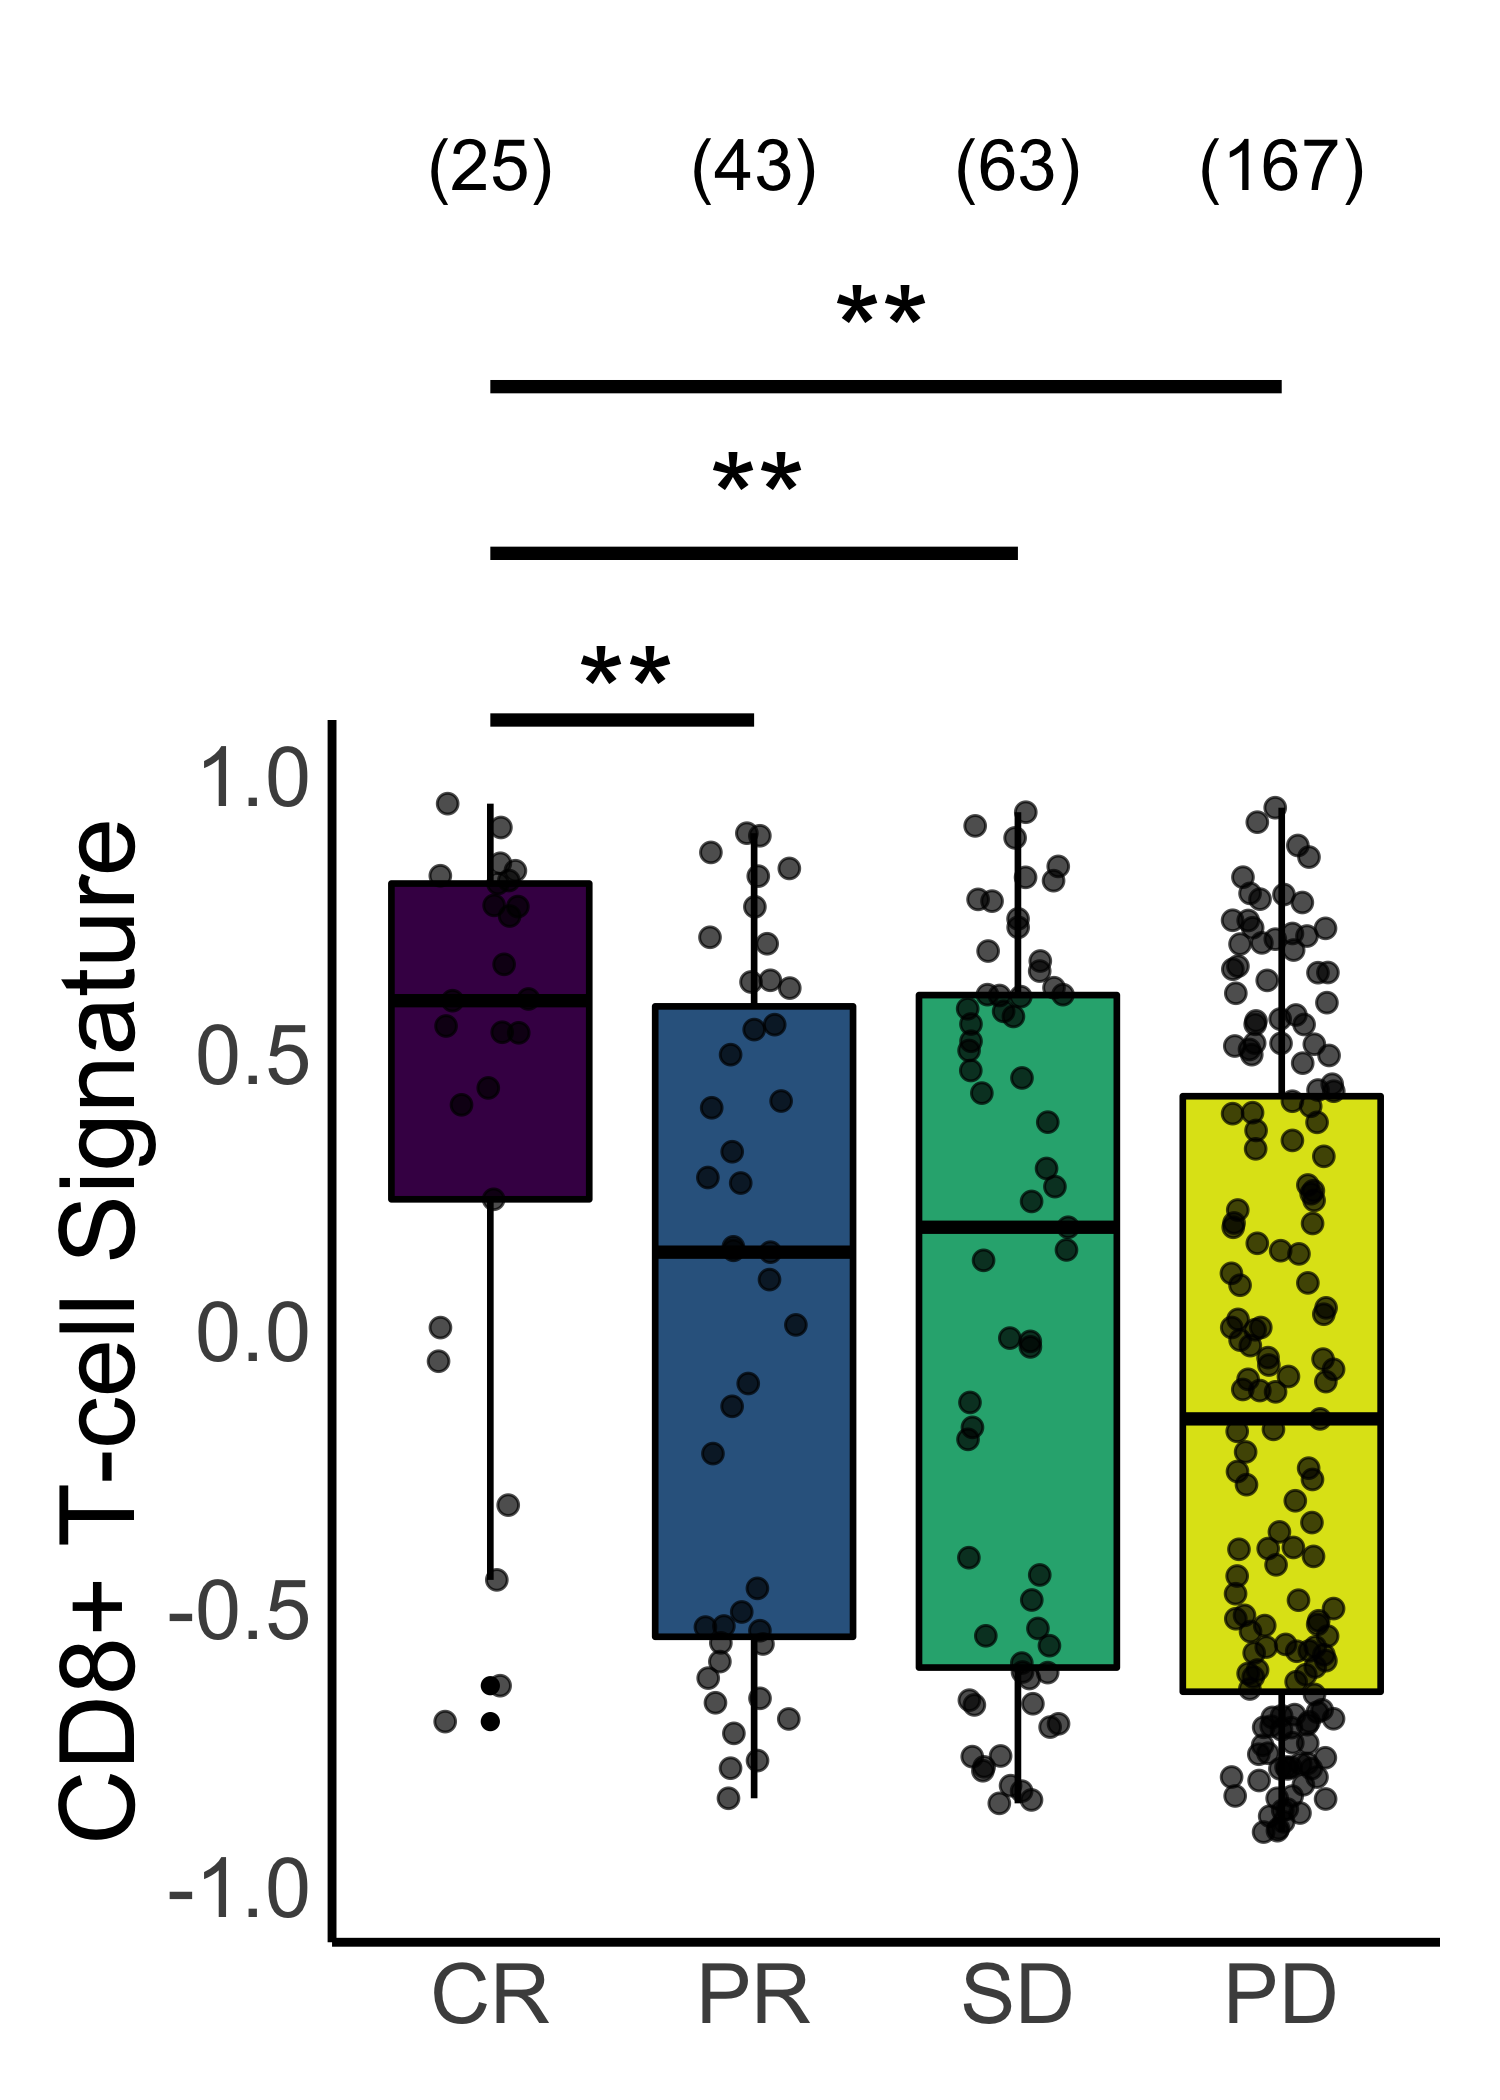 (25) (43) (63) (167)
**
**
**
CD8+ T-cell Signature
1.0
0.5
0.0
-0.5
-1.0
CR PR SD PD